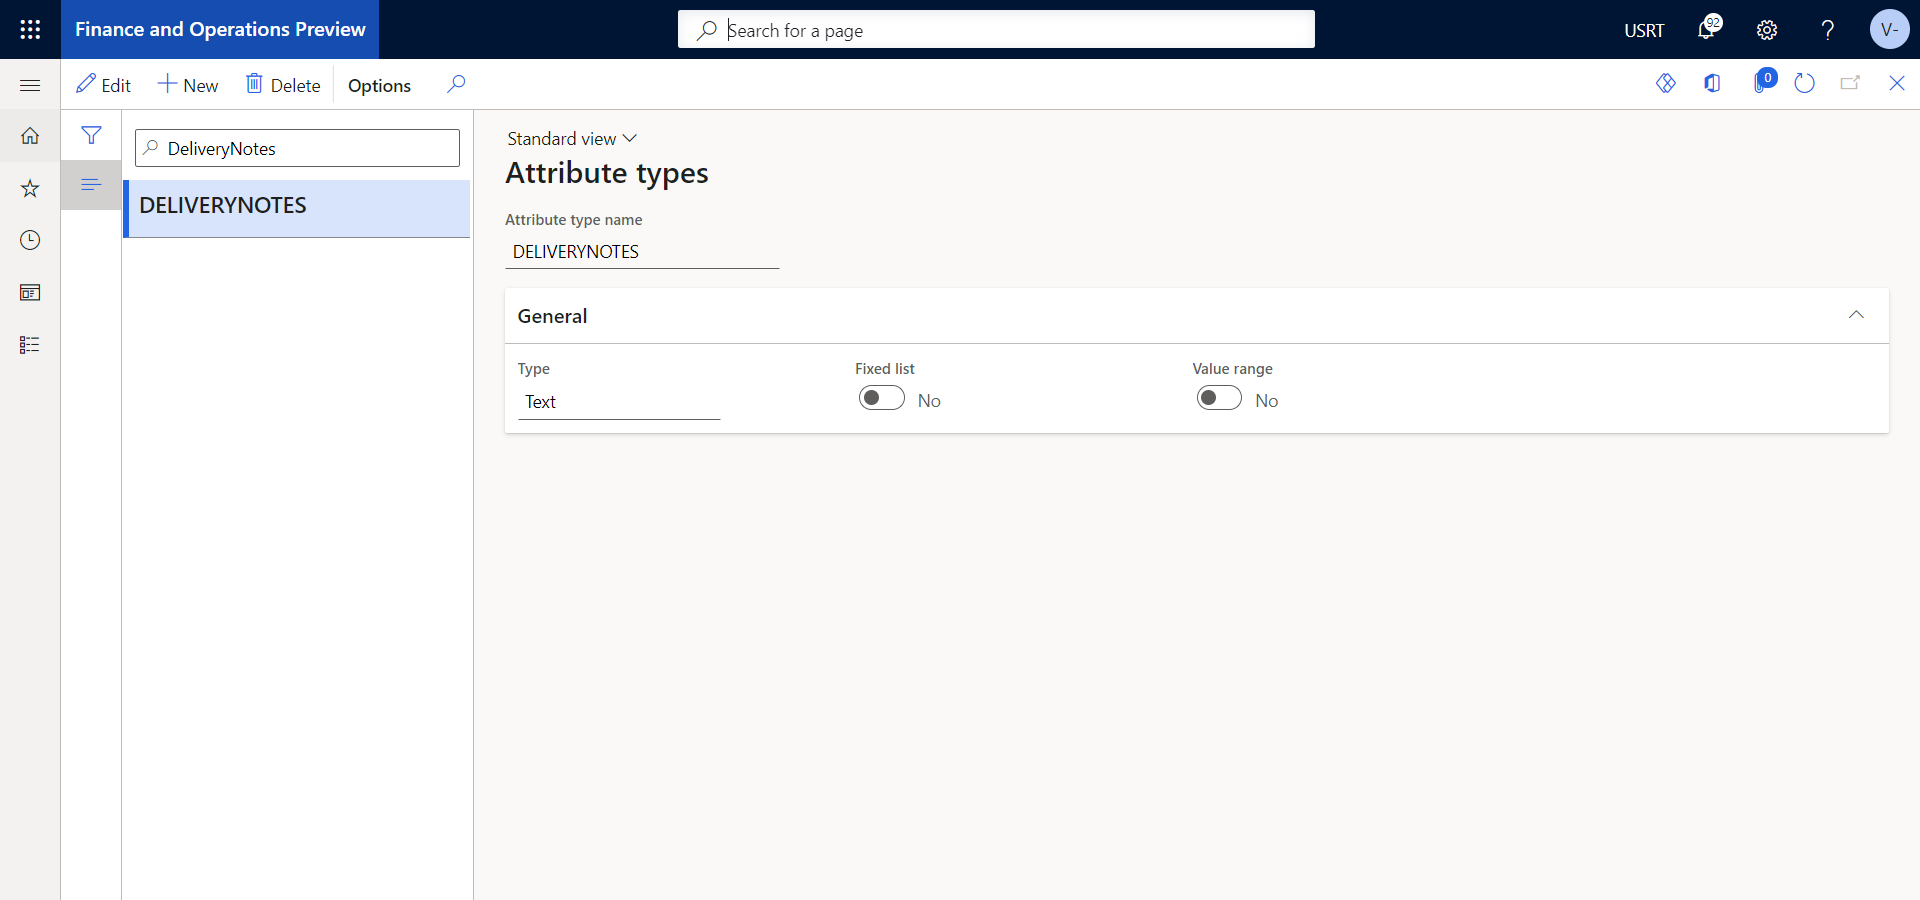 Finance and Operations Preview
Search for a page
USRT
92
?
V-
Edit
New
Delete
Options
0
DeliveryNotes
DELIVERYNOTES
Standard view
Attribute types
Attribute type name
DELIVERYNOTES
General
Type
Fixed list
Value range
Text
No
No